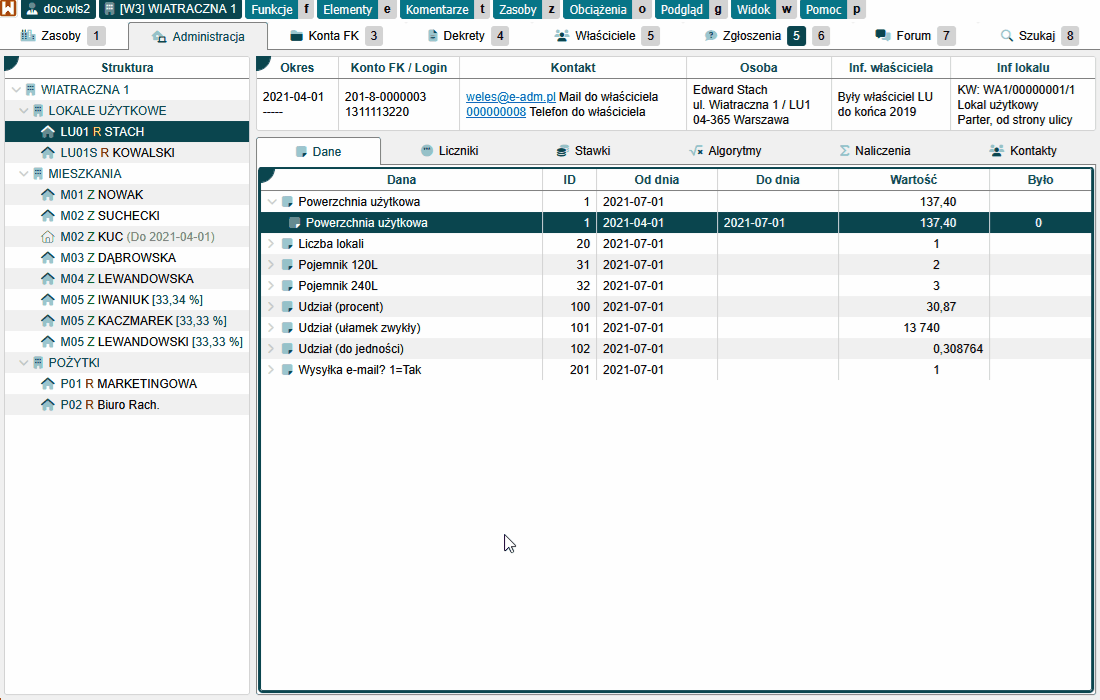 doc.wls2 [W3] WIATRACZNA 1 Funkcje f Elementy e Komentarze t Zasoby z Obciążenia o Podgląd g Widok w Pomoc p
Zasoby 1 Administracja Konta FK 3 Dekrety 4 Właściciele 5 Zgłoszenia 5 6 Forum 7 Szukaj 8
Struktura
WIATRACZNA 1
LOKALE UŻYTKOWE
LU01 R STACH
LU01S R KOWALSKI
MIESZKANIA
M01 Z NOWAK
M02 Z SUCHECKI
M02 Z KUC (Do 2021-04-01)
M03 Z DĄBROWSKA
M04 Z LEWANDOWSKA
M05 Z IWANIUK [33,34 %]
M05 Z KACZMAREK [33,33 %]
M05 Z LEWANDOWSKI [33,33 %]
POŻYTKI
P01 R MARKETINGOWA
P02 R Biuro Rach.
Okres Konto FK / Login Kontakt Osoba Inf. właściciela Inf lokalu
2021-04-01
-----
201-8-0000003
1311113220
weles@e-adm.pl Mail do właściciela
000000008 Telefon do właściciela
Edward Stach
ul. Wiatraczna 1 / LU1
04-365 Warszawa
Były właściciel LU
do końca 2019
KW: WA1/00000001/1
Lokal użytkowy
Parter, od strony ulicy
Dane Liczniki Stawki Algorytmy Naliczenia Kontakty
Dana ID Od dnia Do dnia Wartość Było
Powerzchnia użytkowa 1 2021-07-01 137,40
Powerzchnia użytkowa 1 2021-04-01 2021-07-01 137,40 0
Liczba lokali 20 2021-07-01 1
Pojemnik 120L 31 2021-07-01 2
Pojemnik 240L 32 2021-07-01 3
Udział (procent) 100 2021-07-01 30,87
Udział (ułamek zwykły) 101 2021-07-01 13 740
Udział (do jedności) 102 2021-07-01 0,308764
Wysyłka e-mail? 1=Tak 201 2021-07-01 1